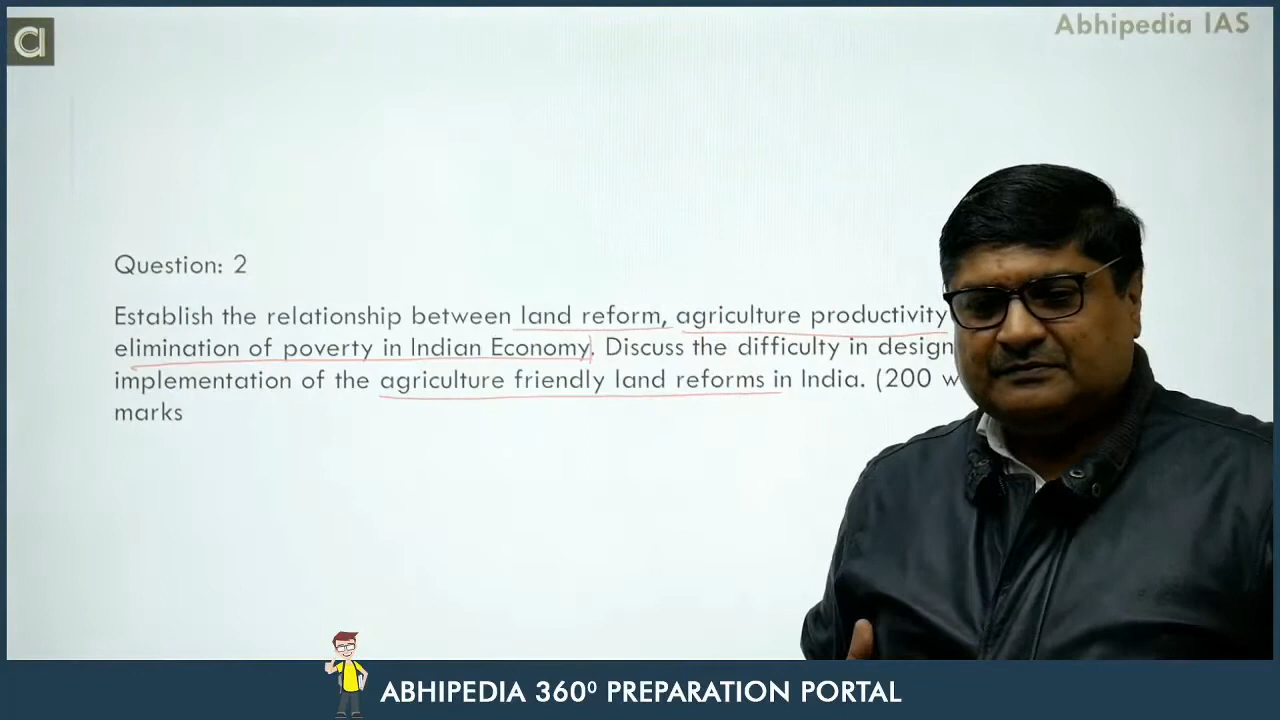 Abhipedia IAS
Question: 2
Establish the relationship between land reform, agriculture productivity
elimination of poverty in Indian Economy. Discuss the difficulty in design
implementation of the agriculture friendly land reforms in India. (200 w
marks
ABHIPEDIA 360⁰ PREPARATION PORTAL